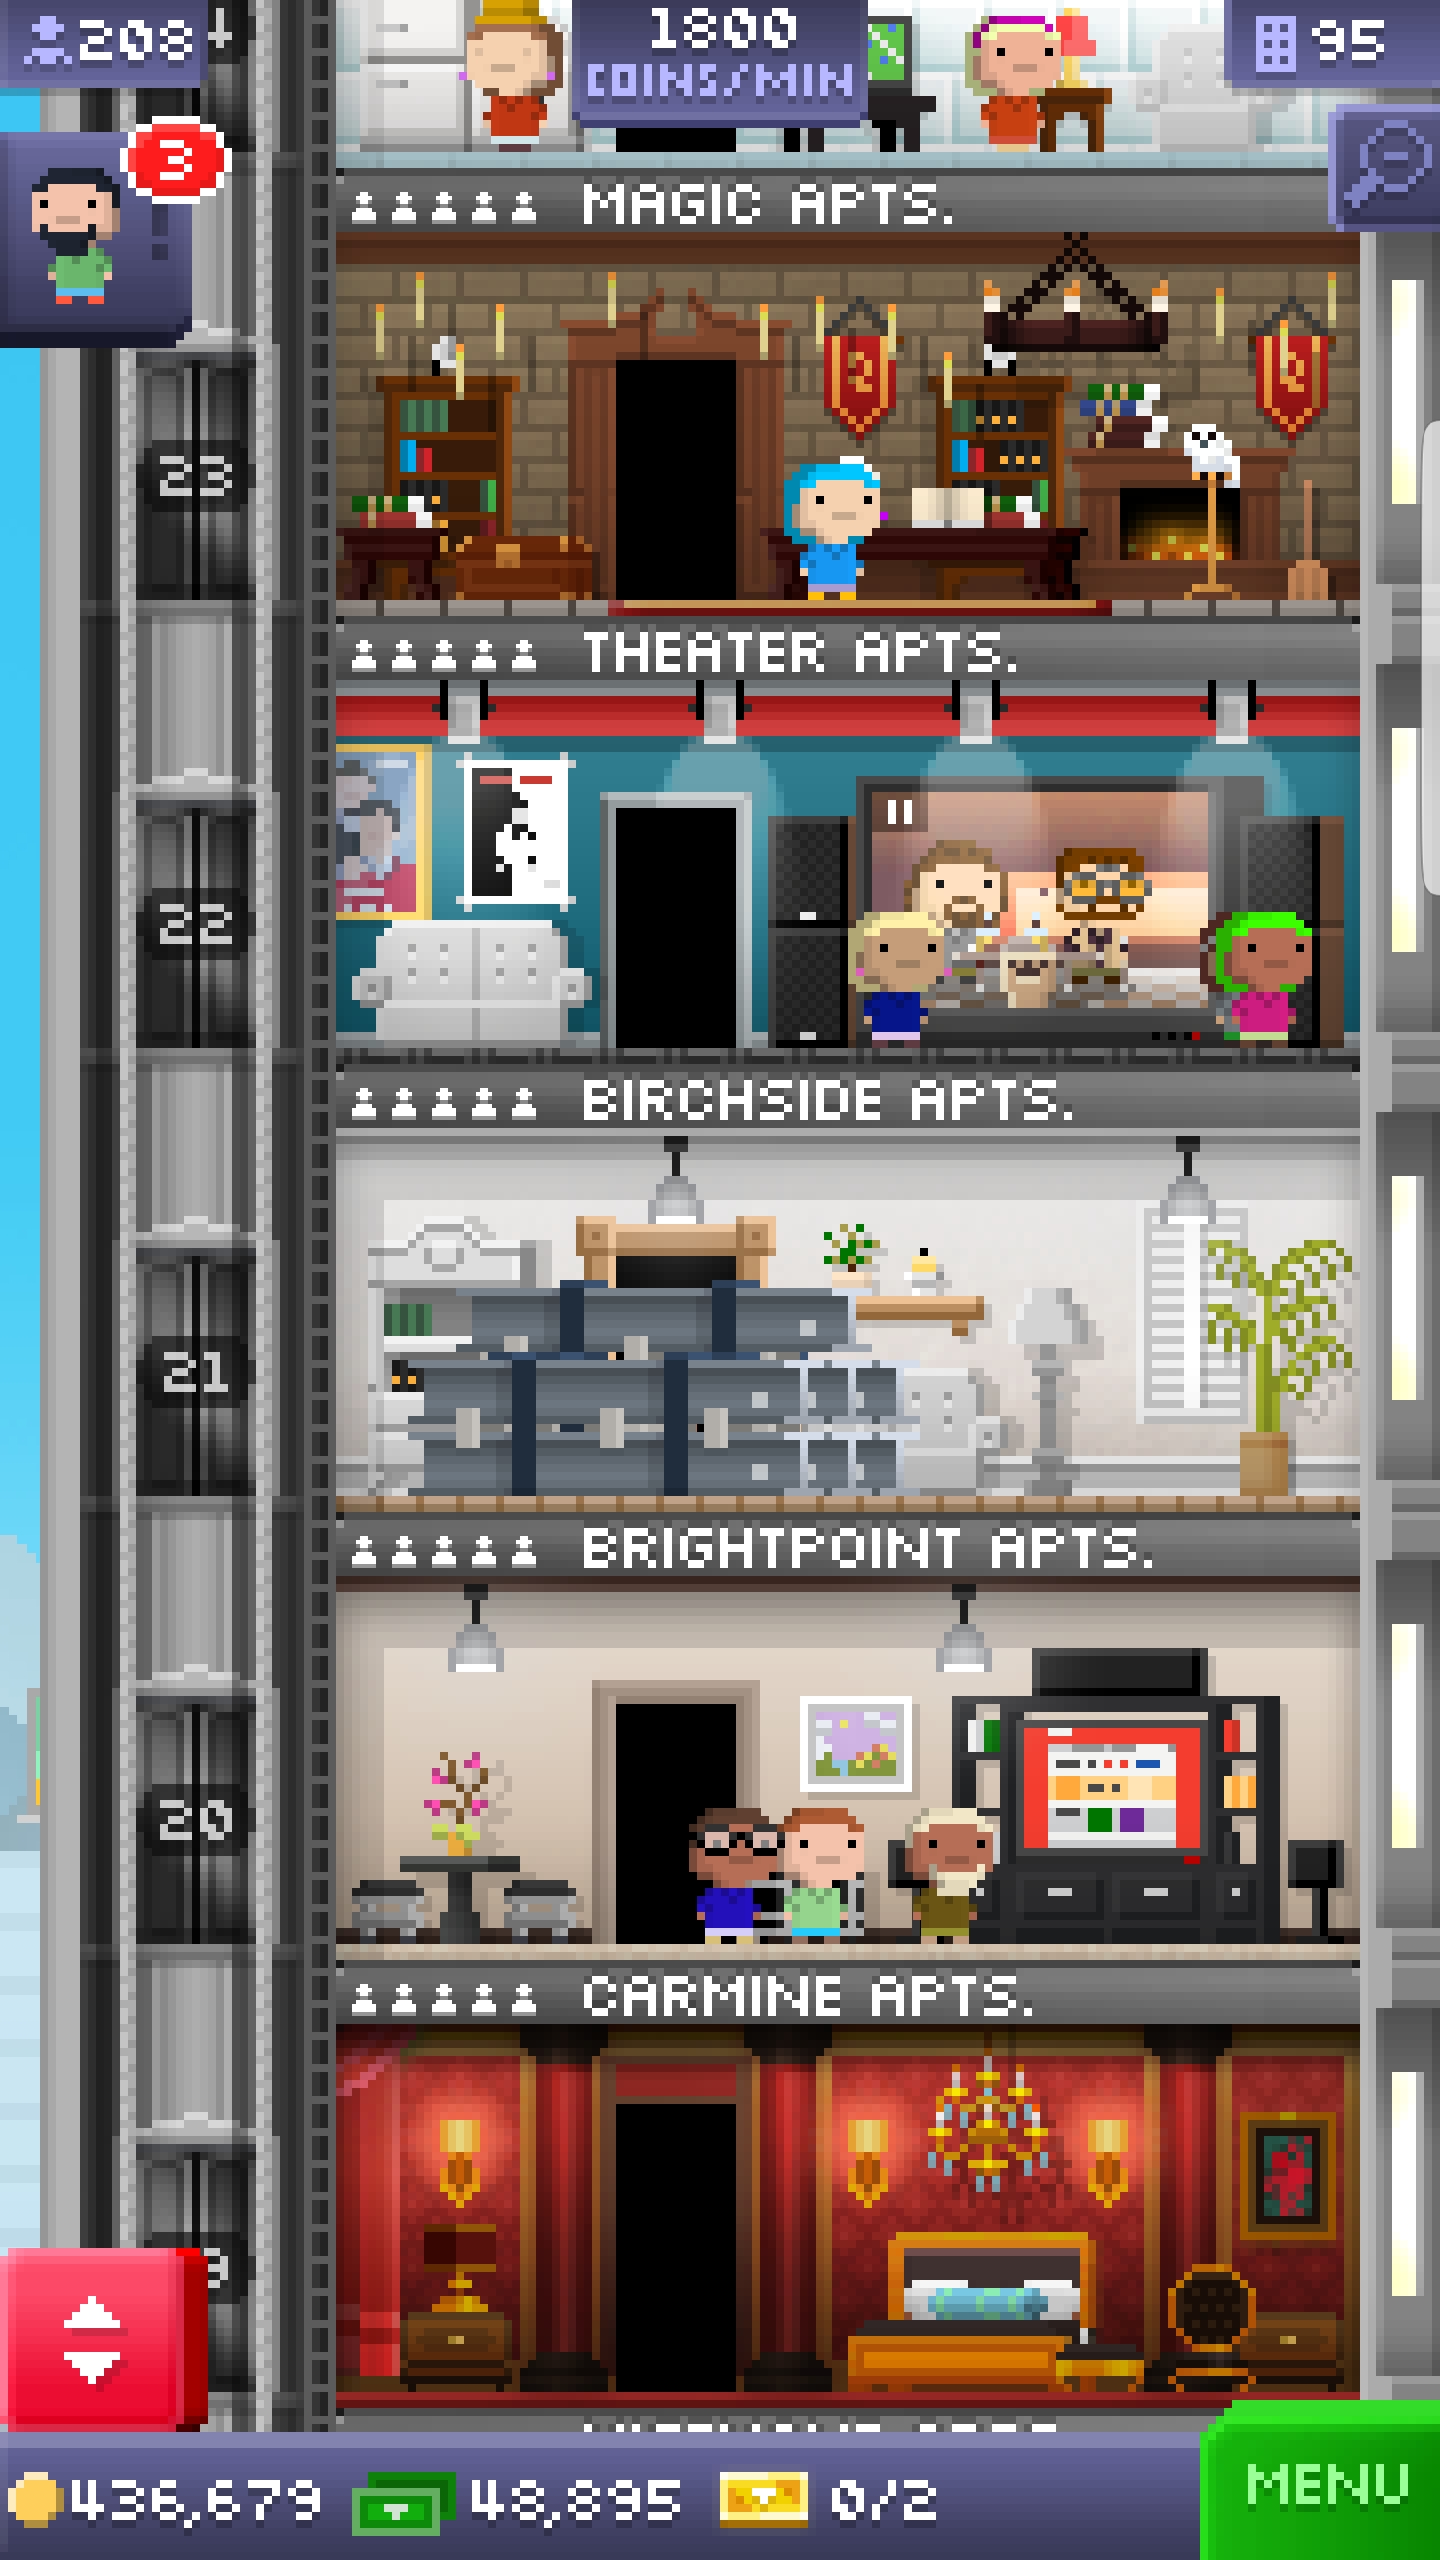 208
1800
COINS/MIN
95
3
MAGIC APTS.
23
THEATER APTS.
22
BIRCHSIDE APTS.
21
BRIGHTPOINT APTS.
20
CARMINE APTS.
9
436,679
48,895
0/2
MENU